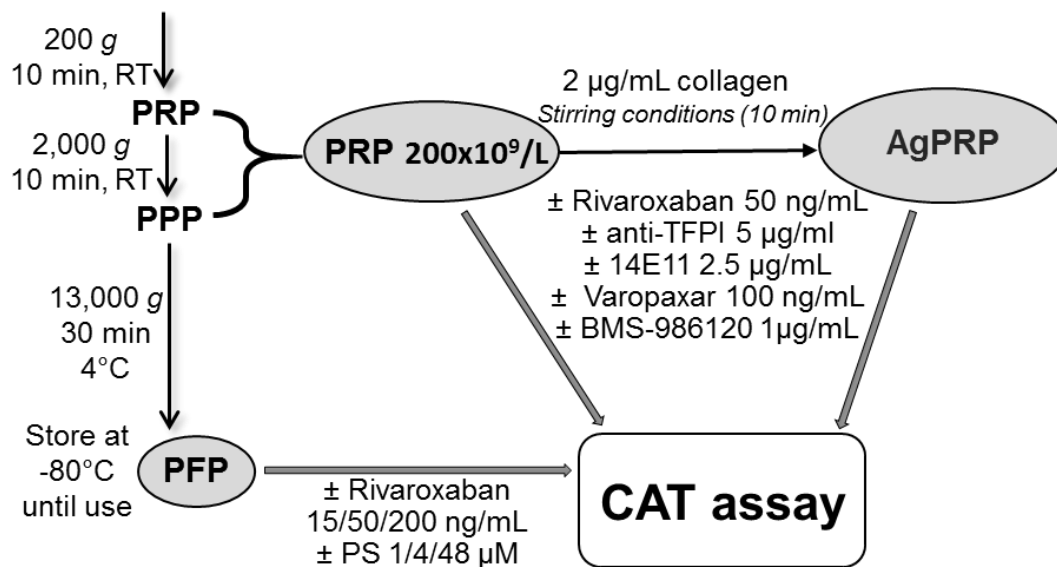 200 g
10 min, RT
PRP
2,000 g
10 min, RT
PPP
13,000 g
30 min
4°C
Store at
-80°C
until use
PFP
PRP 200x10⁹/L
2 µg/mL collagen
Stirring conditions (10 min)
AgPRP
± Rivaroxaban 50 ng/mL
± anti-TFPI 5 µg/ml
± 14E11 2.5 µg/mL
± Varopaxar 100 ng/mL
± BMS-986120 1µg/mL
± Rivaroxaban
15/50/200 ng/mL
± PS 1/4/48 µM
CAT assay